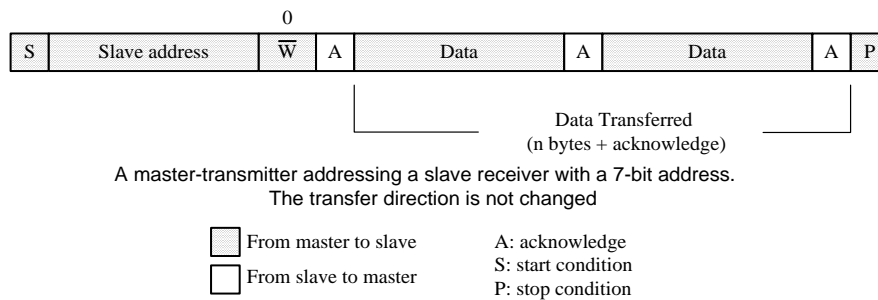 0
S Slave address W̅ A Data A Data A P
Data Transferred
(n bytes + acknowledge)
A master-transmitter addressing a slave receiver with a 7-bit address.
The transfer direction is not changed
From master to slave
From slave to master
A: acknowledge
S: start condition
P: stop condition